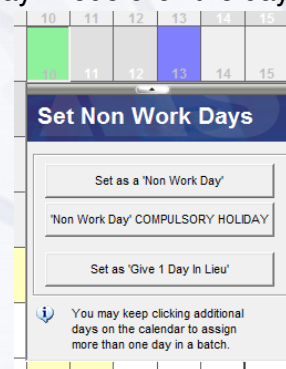 10 11 12 13 14 15
10 11 12 13 14 15
Set Non Work Days
Set as a 'Non Work Day'
'Non Work Day' COMPULSORY HOLIDAY
Set as 'Give 1 Day In Lieu'
You may keep clicking additional
days on the calendar to assign
more than one day in a batch.